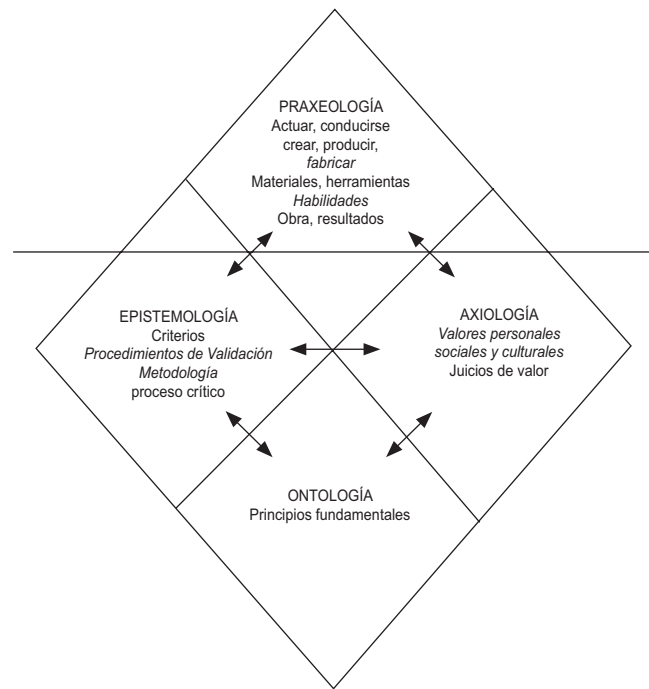 PRAXEOLOGÍA
Actuar, conducirse
crear, producir,
fabricar
Materiales, herramientas
Habilidades
Obra, resultados
EPISTEMOLOGÍA
Criterios
Procedimientos de Validación
Metodología
proceso crítico
AXIOLOGÍA
Valores personales
sociales y culturales
Juicios de valor
ONTOLOGÍA
Principios fundamentales